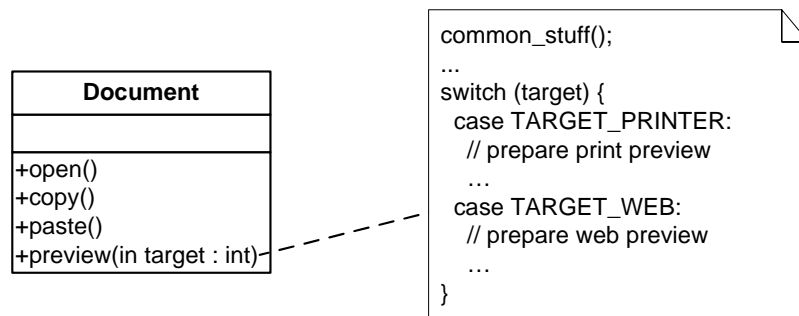 Document
+open()
+copy()
+paste()
+preview(in target : int)
common_stuff();
...
switch (target) {
case TARGET_PRINTER:
// prepare print preview
…
case TARGET_WEB:
// prepare web preview
…
}